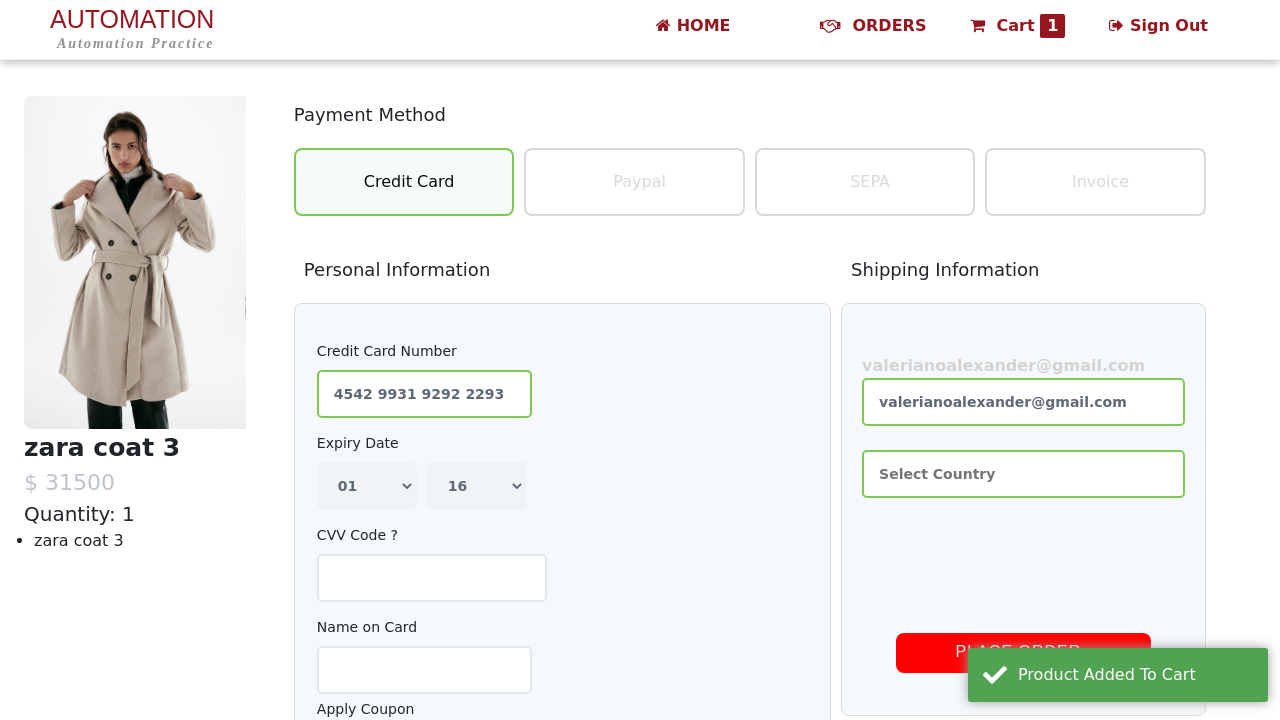 AUTOMATION
Automation Practice
HOME
ORDERS
Cart 1
Sign Out
zara coat 3
$ 31500
Quantity: 1
zara coat 3
Payment Method
Credit Card
Paypal
SEPA
Invoice
Personal Information
Credit Card Number
4542 9931 9292 2293
Expiry Date
01
16
CVV Code ?
Name on Card
Apply Coupon
Shipping Information
valerianoalexander@gmail.com
valerianoalexander@gmail.com
Select Country
PLACE ORDER
Product Added To Cart